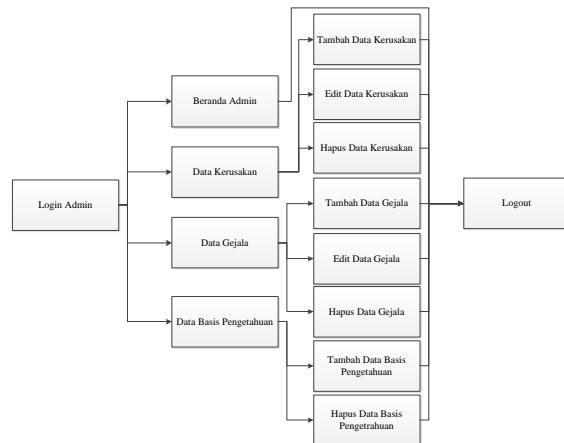 Login Admin
Beranda Admin
Data Kerusakan
Data Gejala
Data Basis Pengetahuan
Tambah Data Kerusakan
Edit Data Kerusakan
Hapus Data Kerusakan
Tambah Data Gejala
Edit Data Gejala
Hapus Data Gejala
Tambah Data Basis
Pengetahuan
Hapus Data Basis
Pengetrahuan
Logout